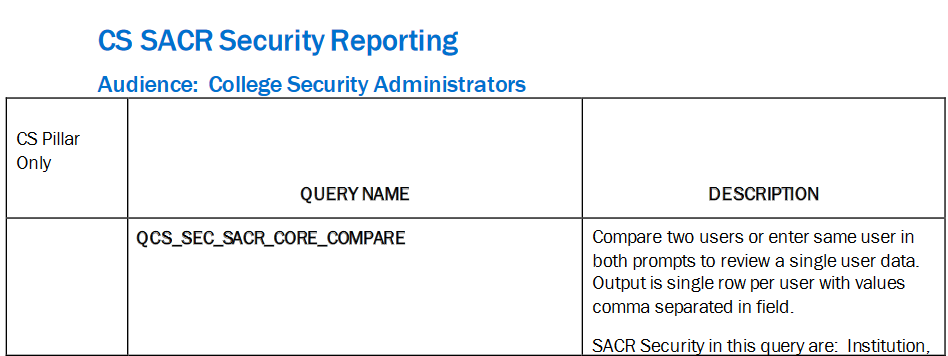 CS SACR Security Reporting
Audience:  College Security Administrators
CS Pillar
Only
QUERY NAME
DESCRIPTION
QCS_SEC_SACR_CORE_COMPARE
Compare two users or enter same user in
both prompts to review a single user data.
Output is single row per user with values
comma separated in field.
SACR Security in this query are:  Institution,